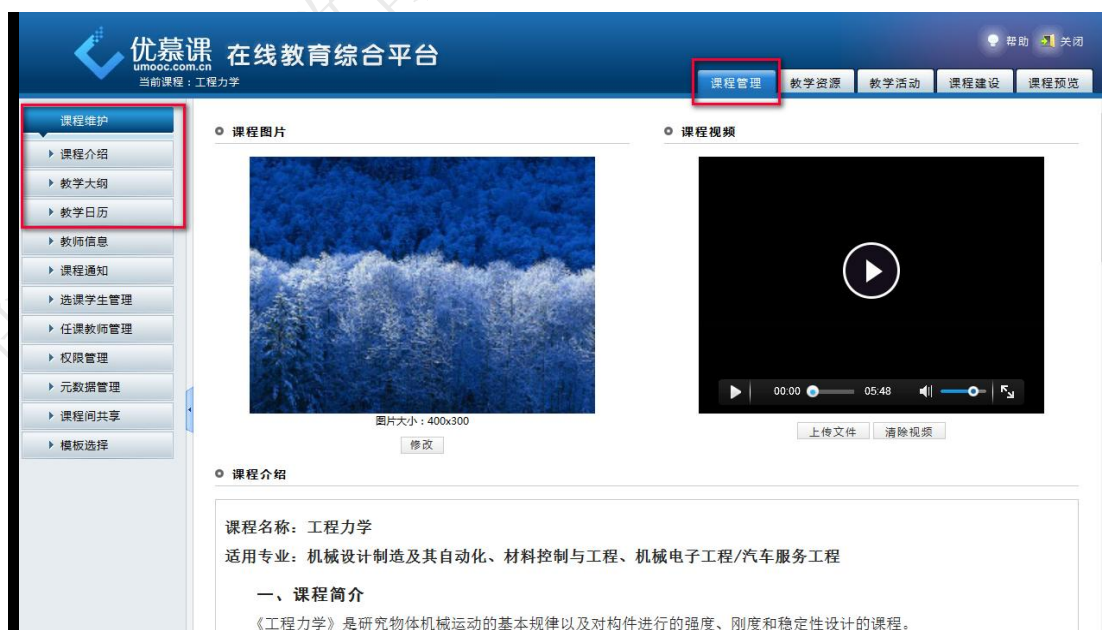 优慕课 在线教育综合平台
umooc.com.cn
当前课程：工程力学
帮助 关闭
课程管理 教学资源 教学活动 课程建设 课程预览
课程维护
课程介绍
教学大纲
教学日历
教师信息
课程通知
选课学生管理
任课教师管理
权限管理
元数据管理
课程间共享
模板选择
课程图片
图片大小：400x300
修改
课程视频
00:00 05:48
上传文件 清除视频
课程介绍
课程名称：工程力学
适用专业：机械设计制造及其自动化、材料控制与工程、机械电子工程/汽车服务工程
一、课程简介
《工程力学》是研究物体机械运动的基本规律以及对构件进行的强度、刚度和稳定性设计的课程。